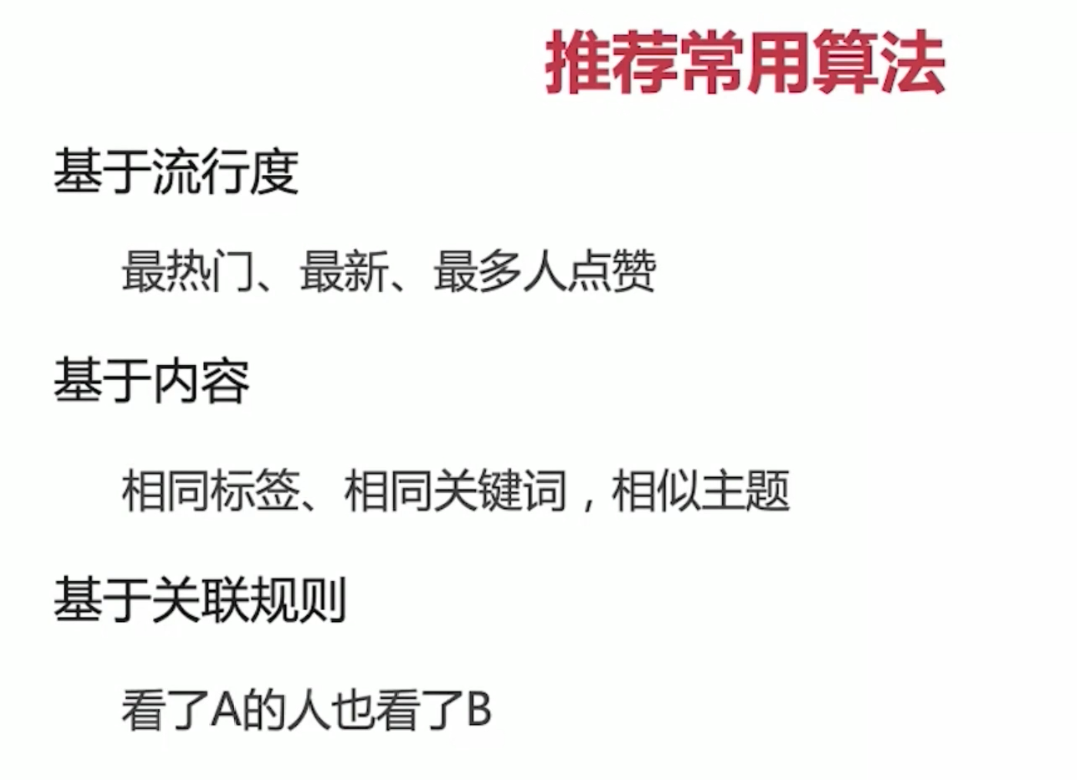 推荐常用算法
基于流行度
最热门、最新、最多人点赞
基于内容
相同标签、相同关键词，相似主题
基于关联规则
看了A的人也看了B